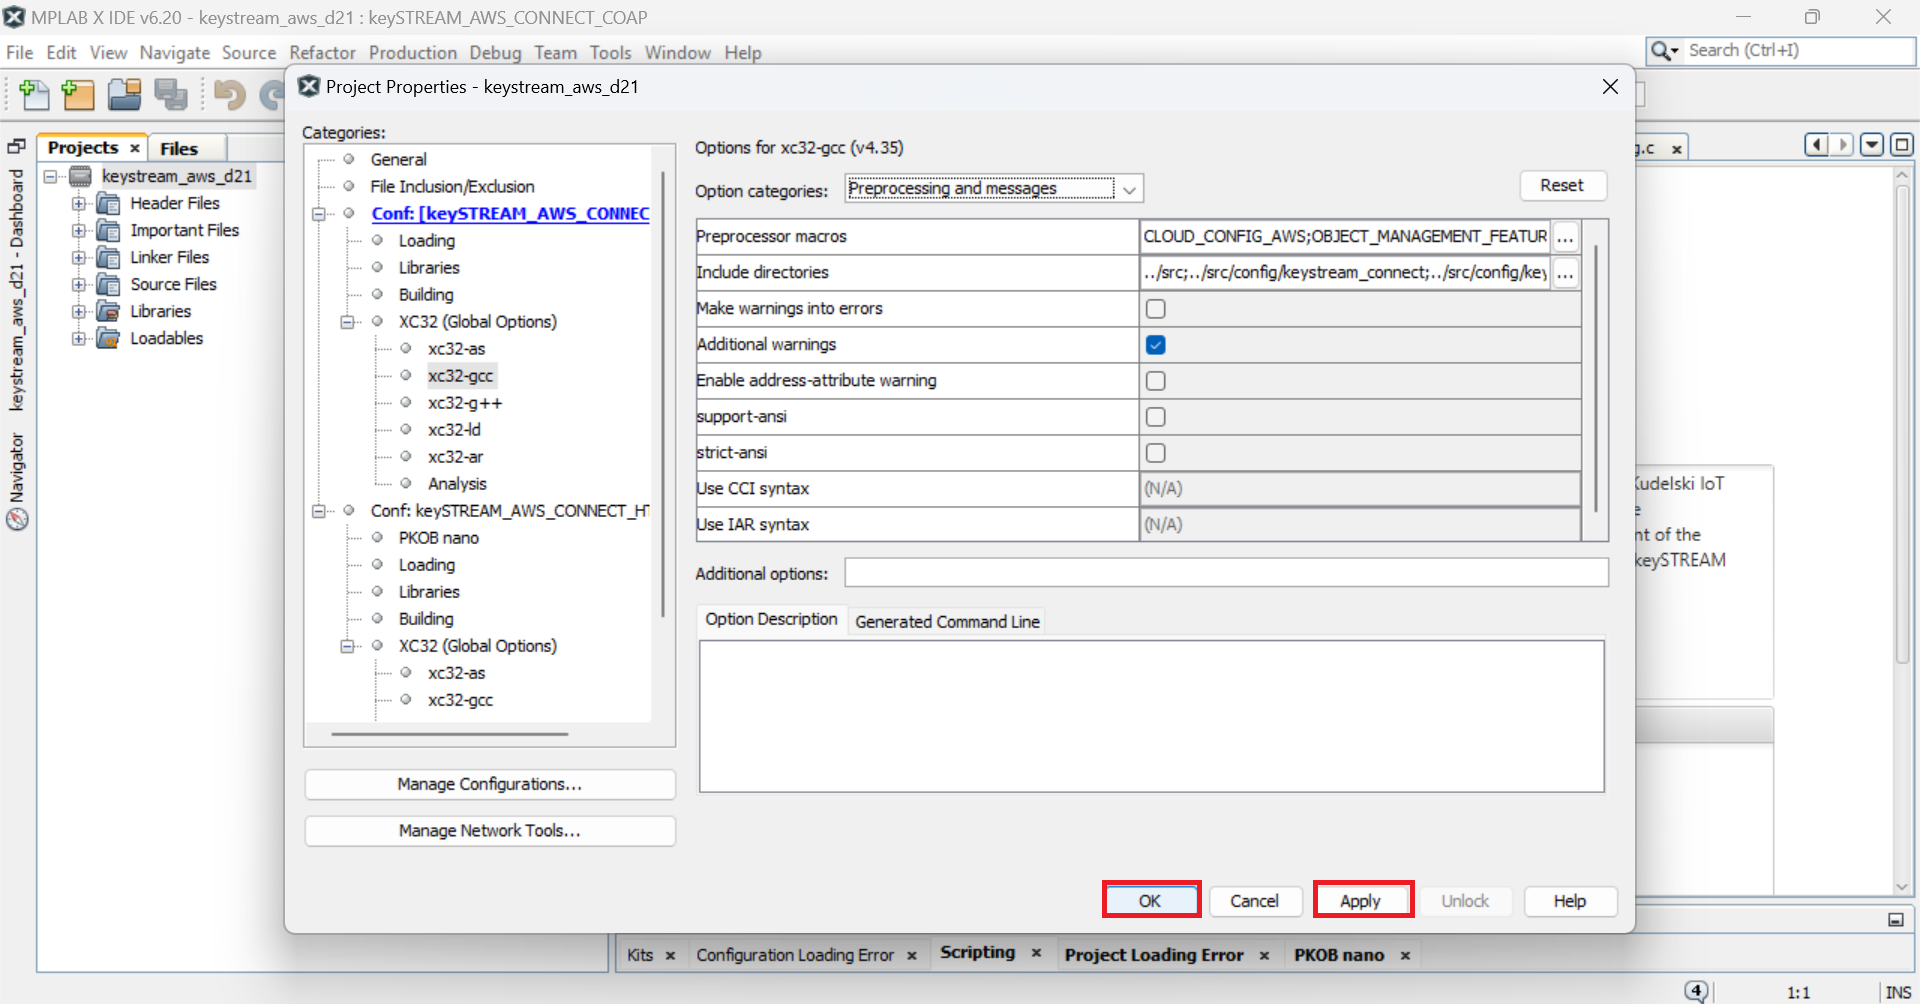 MPLAB X IDE v6.20 - keystream_aws_d21 : keySTREAM_AWS_CONNECT_COAP
File Edit View Navigate Source Refactor Production Debug Team Tools Window Help
Search (Ctrl+I)
Project Properties - keystream_aws_d21
keystream_aws_d21 - Dashboard
Navigator
Projects
Files
keystream_aws_d21
Header Files
Important Files
Linker Files
Source Files
Libraries
Loadables
Categories:
General
File Inclusion/Exclusion
Conf: [keySTREAM_AWS_CONNEC
Loading
Libraries
Building
XC32 (Global Options)
xc32-as
xc32-gcc
xc32-g++
xc32-ld
xc32-ar
Analysis
Conf: keySTREAM_AWS_CONNECT_HT
PKOB nano
Loading
Libraries
Building
XC32 (Global Options)
xc32-as
xc32-gcc
Manage Configurations...
Manage Network Tools...
Options for xc32-gcc (v4.35)
Option categories: Preprocessing and messages
Reset
Preprocessor macros CLOUD_CONFIG_AWS;OBJECT_MANAGEMENT_FEATUR ...
Include directories ../src;../src/config/keystream_connect;../src/config/key ...
Make warnings into errors
Additional warnings
Enable address-attribute warning
support-ansi
strict-ansi
Use CCI syntax (N/A)
Use IAR syntax (N/A)
Additional options:
Option Description Generated Command Line
OK Cancel Apply Unlock Help
g.c
Kudelski IoT
e
nt of the
keySTREAM
Kits Configuration Loading Error Scripting Project Loading Error PKOB nano
4 1:1 INS